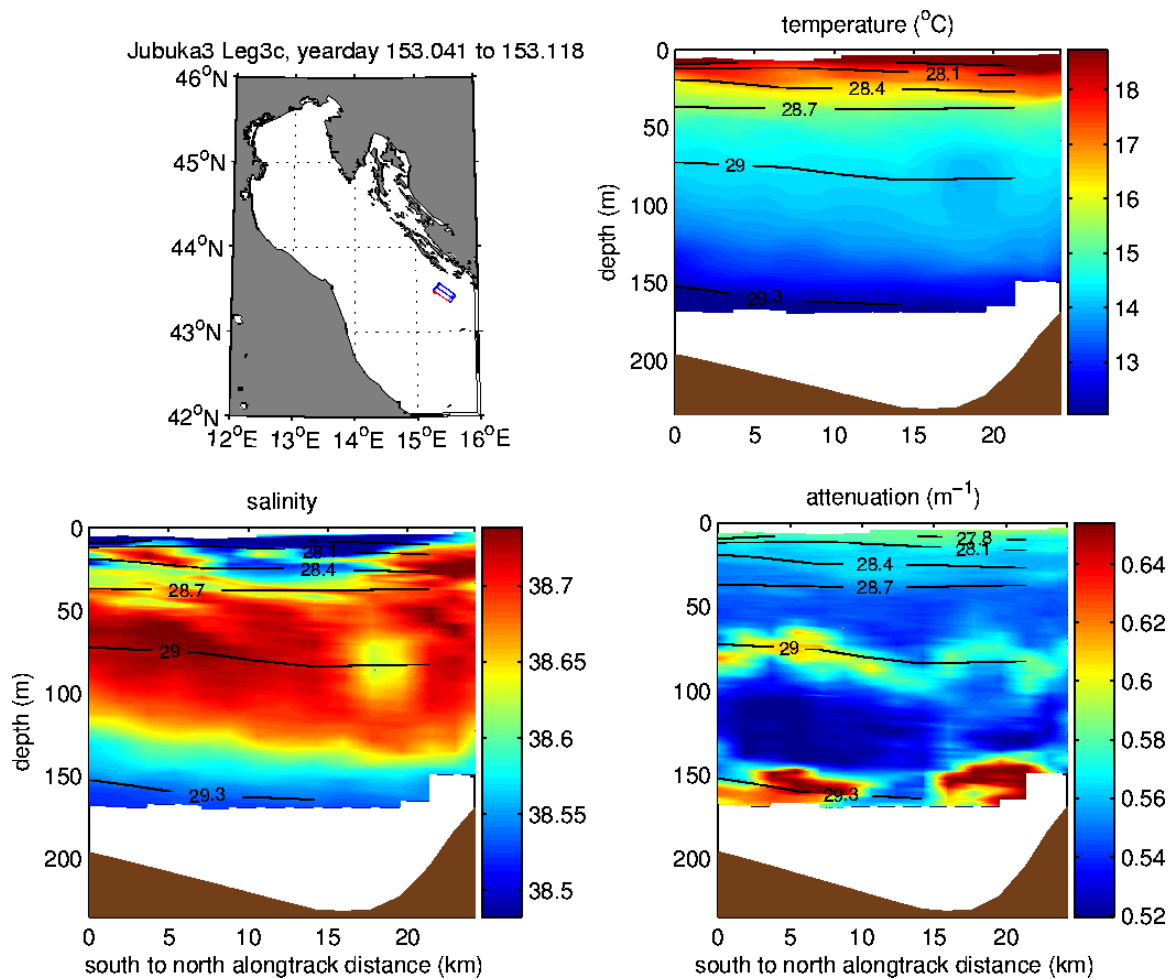 Jubuka3 Leg3c, yearday 153.041 to 153.118
46°N
45°N
44°N
43°N
42°N
12°E 13°E 14°E 15°E 16°E
temperature (°C)
0
50
100
150
200
depth (m)
28.1
28.4
28.7
29
29.3
0 5 10 15 20
18
17
16
15
14
13
salinity
0
50
100
150
200
depth (m)
28.1
28.4
28.7
29
29.3
0 5 10 15 20
south to north alongtrack distance (km)
38.7
38.65
38.6
38.55
38.5
attenuation (m⁻¹)
0
50
100
150
200
27.8
28.1
28.4
28.7
29
29.3
0 5 10 15 20
south to north alongtrack distance (km)
0.64
0.62
0.6
0.58
0.56
0.54
0.52